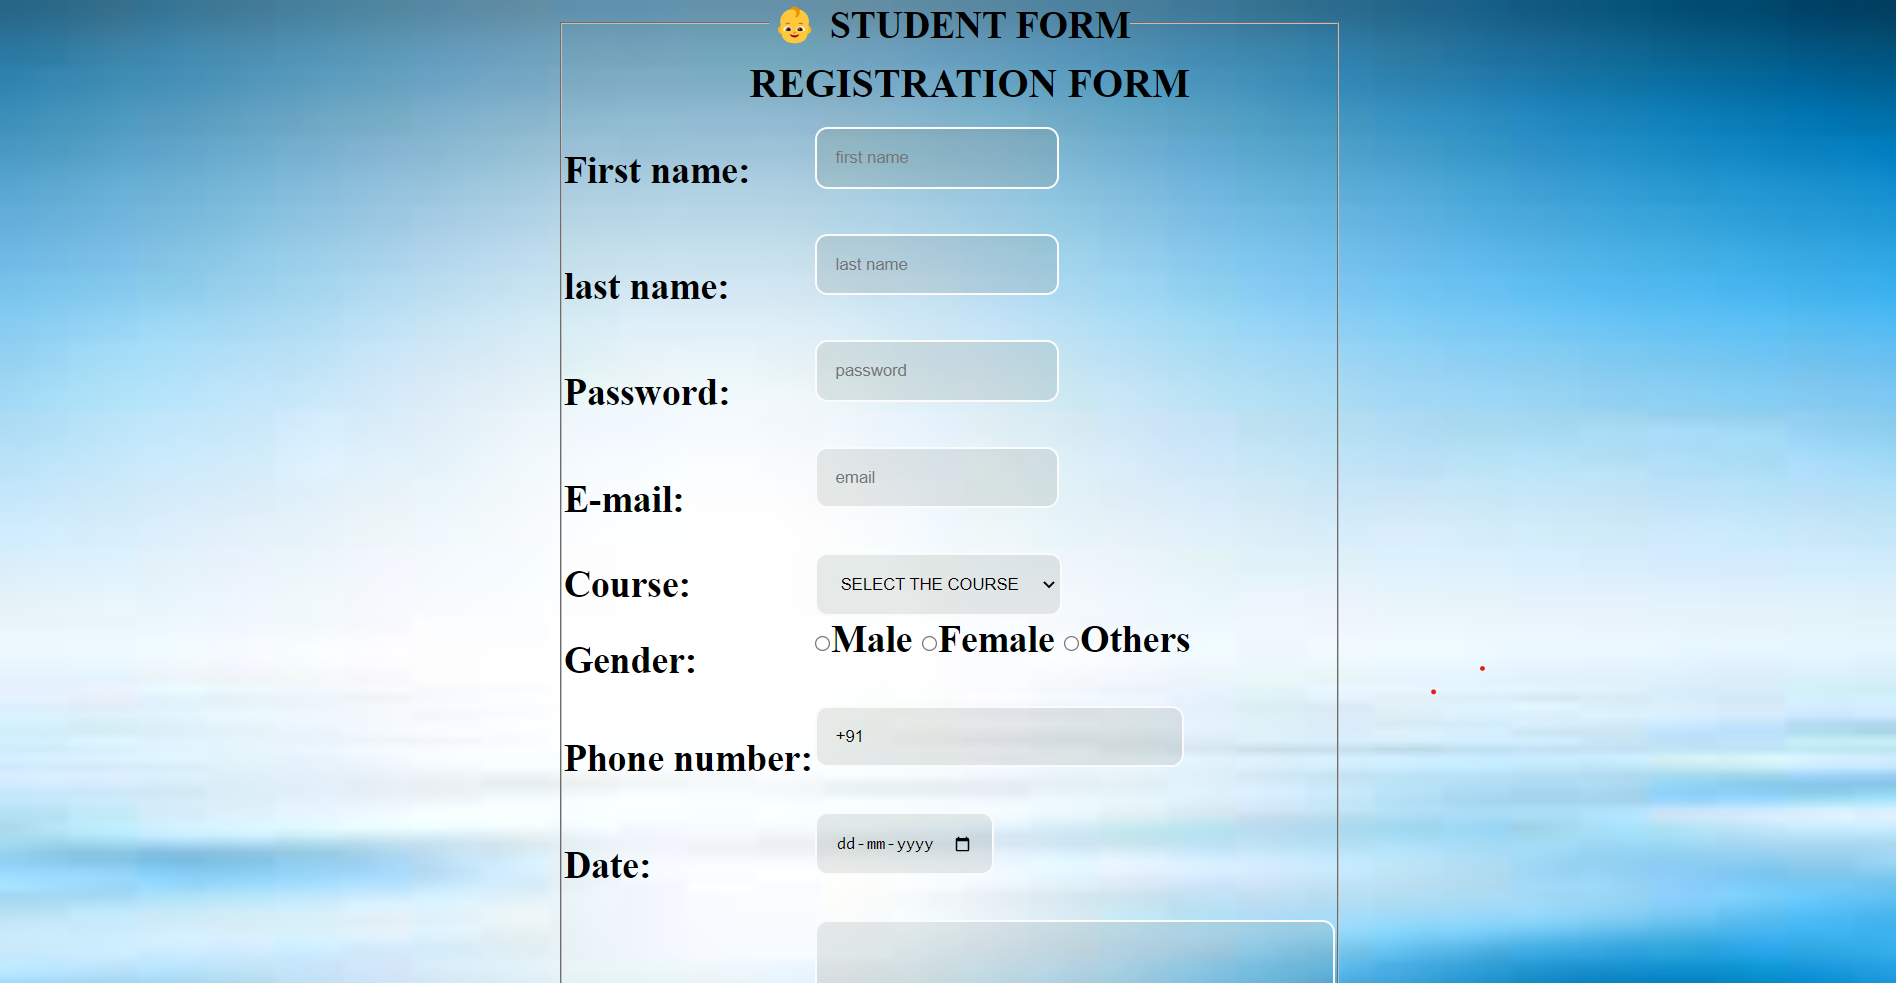 👶 STUDENT FORM
REGISTRATION FORM
First name: first name
last name: last name
Password: password
E-mail: email
Course: SELECT THE COURSE
Gender: Male Female Others
Phone number: +91
Date: dd-mm-yyyy